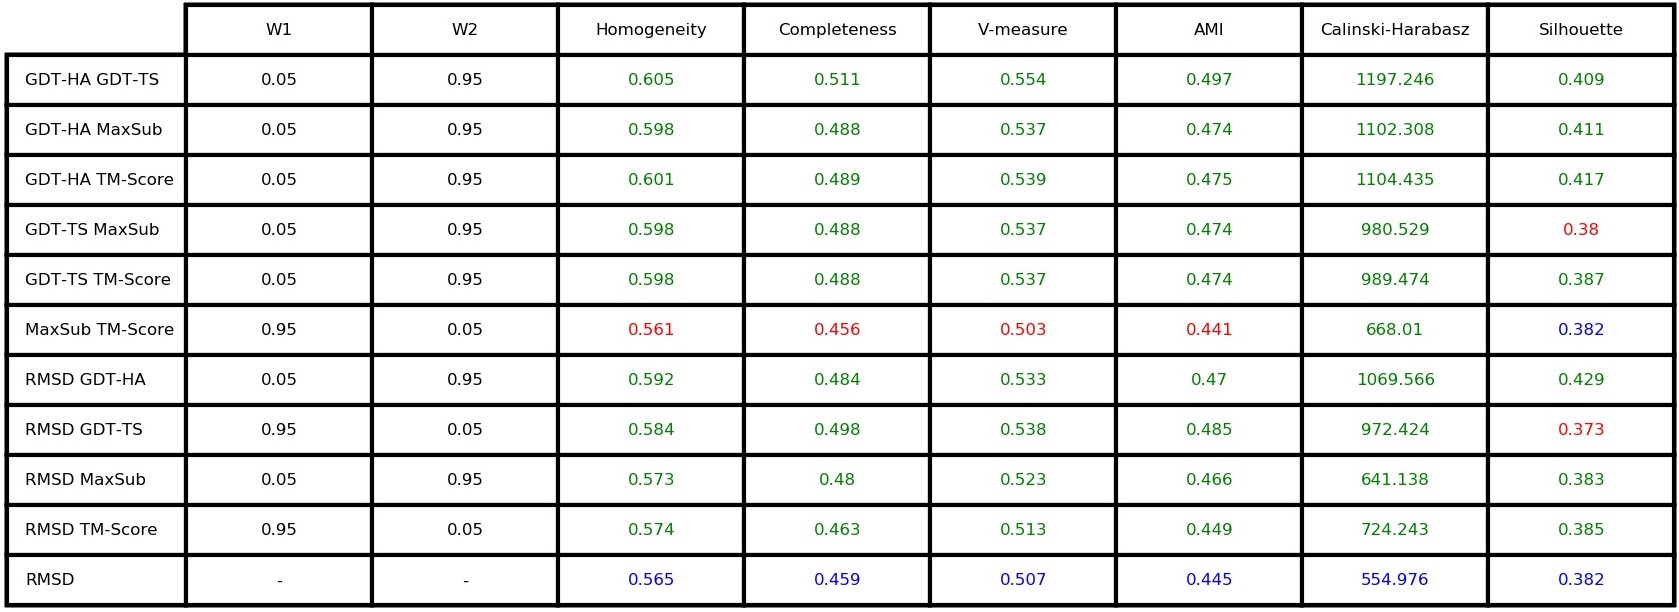 W1 W2 Homogeneity Completeness V-measure AMI Calinski-Harabasz Silhouette
GDT-HA GDT-TS 0.05 0.95 0.605 0.511 0.554 0.497 1197.246 0.409
GDT-HA MaxSub 0.05 0.95 0.598 0.488 0.537 0.474 1102.308 0.411
GDT-HA TM-Score 0.05 0.95 0.601 0.489 0.539 0.475 1104.435 0.417
GDT-TS MaxSub 0.05 0.95 0.598 0.488 0.537 0.474 980.529 0.38
GDT-TS TM-Score 0.05 0.95 0.598 0.488 0.537 0.474 989.474 0.387
MaxSub TM-Score 0.95 0.05 0.561 0.456 0.503 0.441 668.01 0.382
RMSD GDT-HA 0.05 0.95 0.592 0.484 0.533 0.47 1069.566 0.429
RMSD GDT-TS 0.95 0.05 0.584 0.498 0.538 0.485 972.424 0.373
RMSD MaxSub 0.05 0.95 0.573 0.48 0.523 0.466 641.138 0.383
RMSD TM-Score 0.95 0.05 0.574 0.463 0.513 0.449 724.243 0.385
RMSD - - 0.565 0.459 0.507 0.445 554.976 0.382